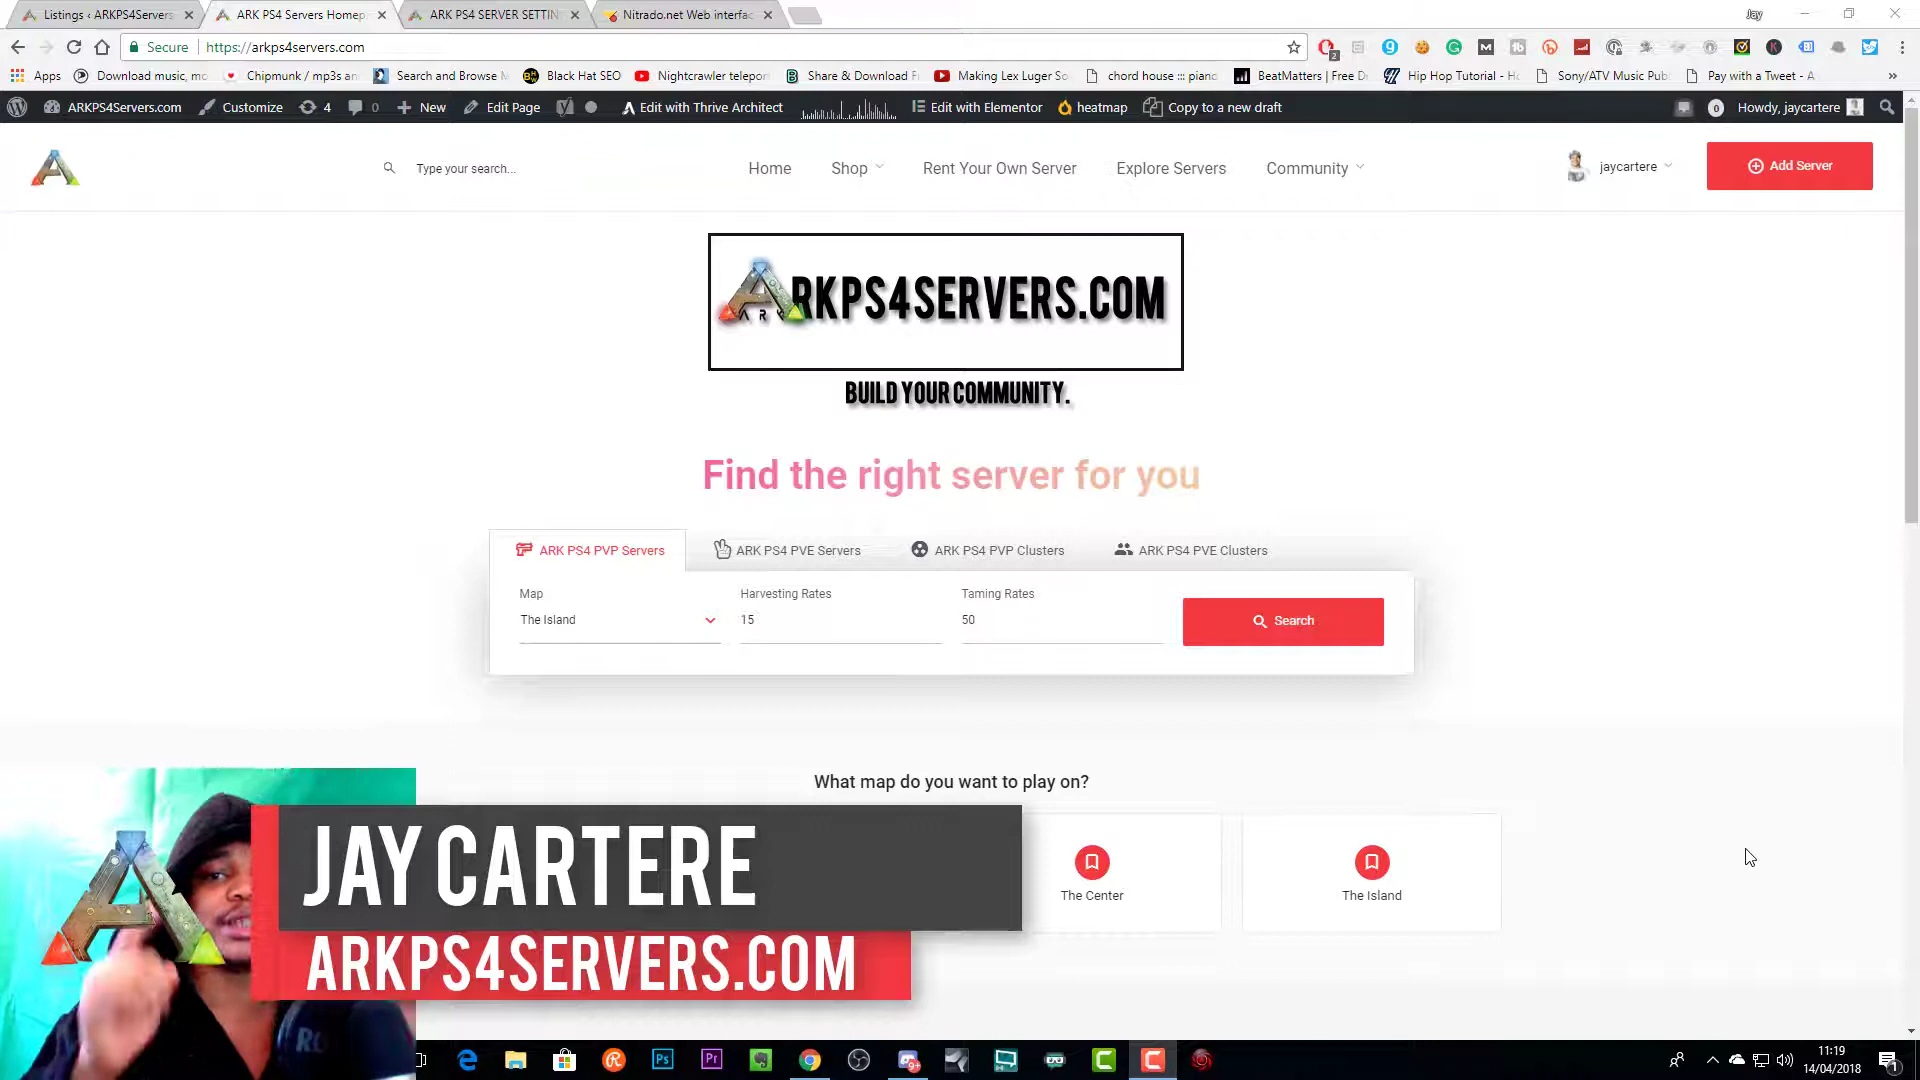 Listings ‹ ARKPS4Servers
ARK PS4 Servers Homep
ARK PS4 SERVER SETTIN
Nitrado.net Web interfac
Jay
Secure
https://arkps4servers.com
Apps
Download music, mo
Chipmunk / mp3s an
Search and Browse M
Black Hat SEO
Nightcrawler telepor
Share & Download F
Making Lex Luger So
chord house ::: piano
BeatMatters | Free D
Hip Hop Tutorial - Ho
Sony/ATV Music Pub
Pay with a Tweet - A
»
ARKPS4Servers.com
Customize
4
0
New
Edit Page
Edit with Thrive Architect
Edit with Elementor
heatmap
Copy to a new draft
0
Howdy, jaycartere
Type your search...
Home
Shop
Rent Your Own Server
Explore Servers
Community
jaycartere
Add Server
ARKPS4SERVERS.COM
ARK
BUILD YOUR COMMUNITY.
Find the right server for you
ARK PS4 PVP Servers
ARK PS4 PVE Servers
ARK PS4 PVP Clusters
ARK PS4 PVE Clusters
Map
Harvesting Rates
Taming Rates
The Island
15
50
Search
What map do you want to play on?
The Center
The Island
JAY CARTERE
ARKPS4SERVERS.COM
11:19
14/04/2018